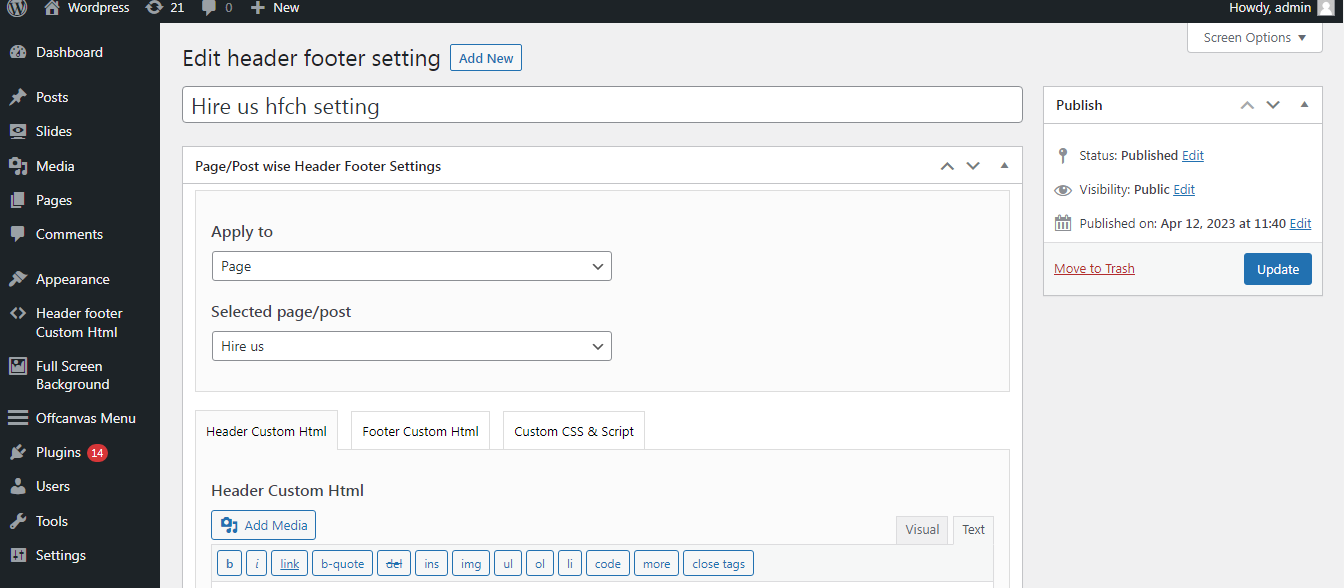 Wordpress 21 0 New Howdy, admin
Screen Options
Dashboard
Posts
Slides
Media
Pages
Comments
Appearance
Header footer
Custom Html
Full Screen
Background
Offcanvas Menu
Plugins 14
Users
Tools
Settings
Edit header footer setting Add New
Hire us hfch setting
Page/Post wise Header Footer Settings
Apply to
Page
Selected page/post
Hire us
Header Custom Html Footer Custom Html Custom CSS & Script
Header Custom Html
Add Media Visual Text
b i link b-quote del ins img ul ol li code more close tags
Publish
Status: Published Edit
Visibility: Public Edit
Published on: Apr 12, 2023 at 11:40 Edit
Move to Trash Update